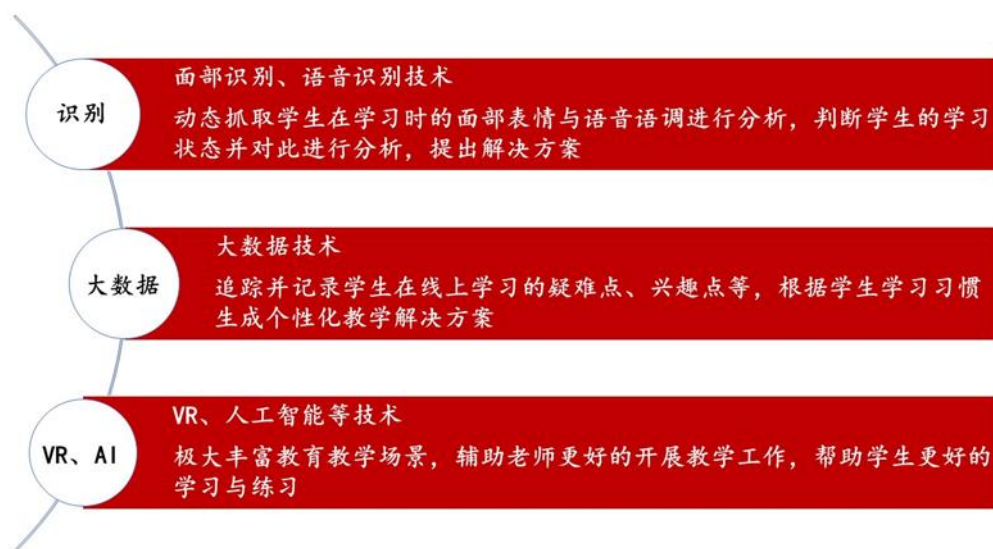 识别
面部识别、语音识别技术
动态抓取学生在学习时的面部表情与语音语调进行分析，判断学生的学习
状态并对此进行分析，提出解决方案
大数据
大数据技术
追踪并记录学生在线上学习的疑难点、兴趣点等，根据学生学习习惯
生成个性化教学解决方案
VR、AI
VR、人工智能等技术
极大丰富教育教学场景，辅助老师更好的开展教学工作，帮助学生更好的
学习与练习